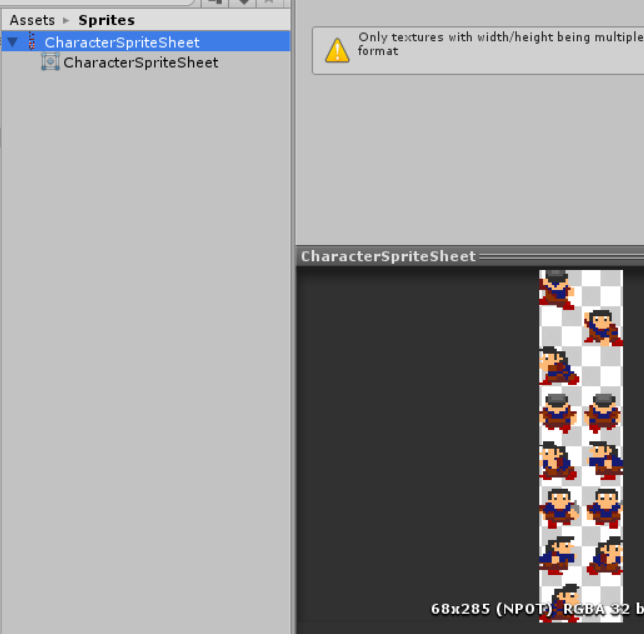 Assets ▸ Sprites
CharacterSpriteSheet
CharacterSpriteSheet
Only textures with width/height being multiple
format
CharacterSpriteSheet
68x285 (NPOT) RGBA 32 b